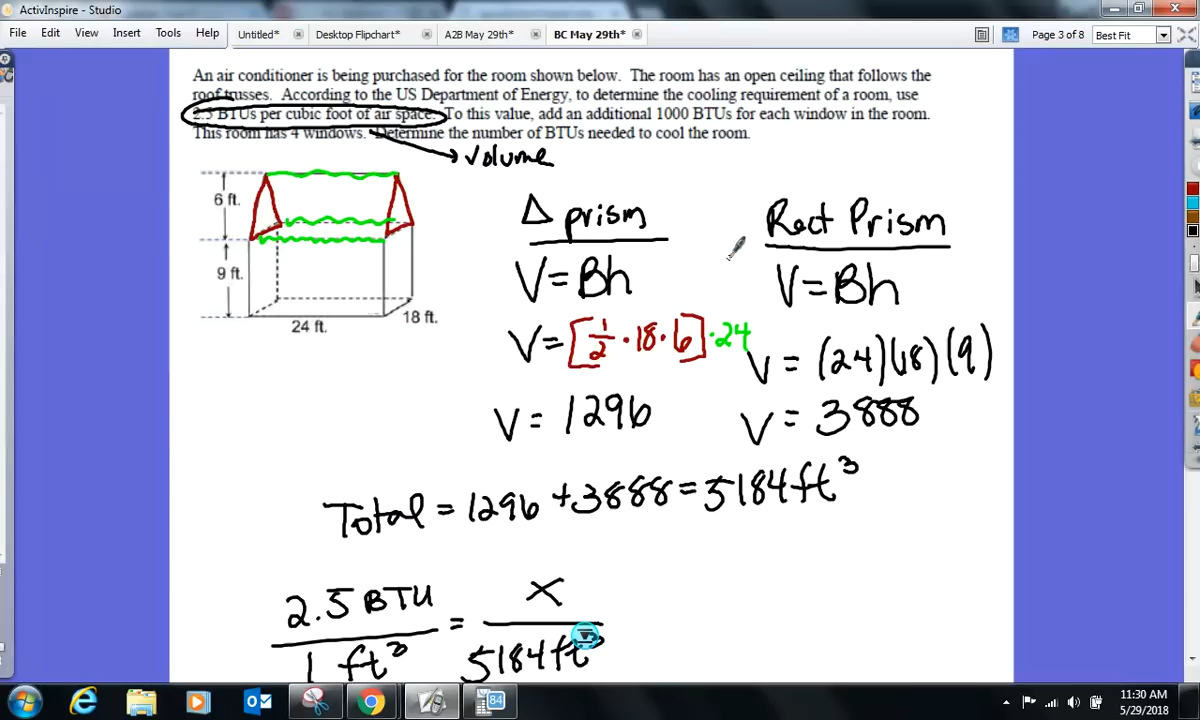 ActivInspire - Studio
File Edit View Insert Tools Help Untitled* Desktop Flipchart* A2B May 29th* BC May 29th* Page 3 of 8 Best Fit
An air conditioner is being purchased for the room shown below. The room has an open ceiling that follows the
roof trusses. According to the US Department of Energy, to determine the cooling requirement of a room, use
2.5 BTUs per cubic foot of air space. To this value, add an additional 1000 BTUs for each window in the room.
This room has 4 windows. Determine the number of BTUs needed to cool the room.
Volume
6 ft.
9 ft.
24 ft.
18 ft.
Δ prism
V=Bh
V=[1/2·18·6]·24
V=1296
Rect Prism
V=Bh
V=(24)(18)(9)
V=3888
Total=1296+3888=5184ft³
2.5 BTU/1 ft³ = X/5184ft³
84
11:30 AM
5/29/2018